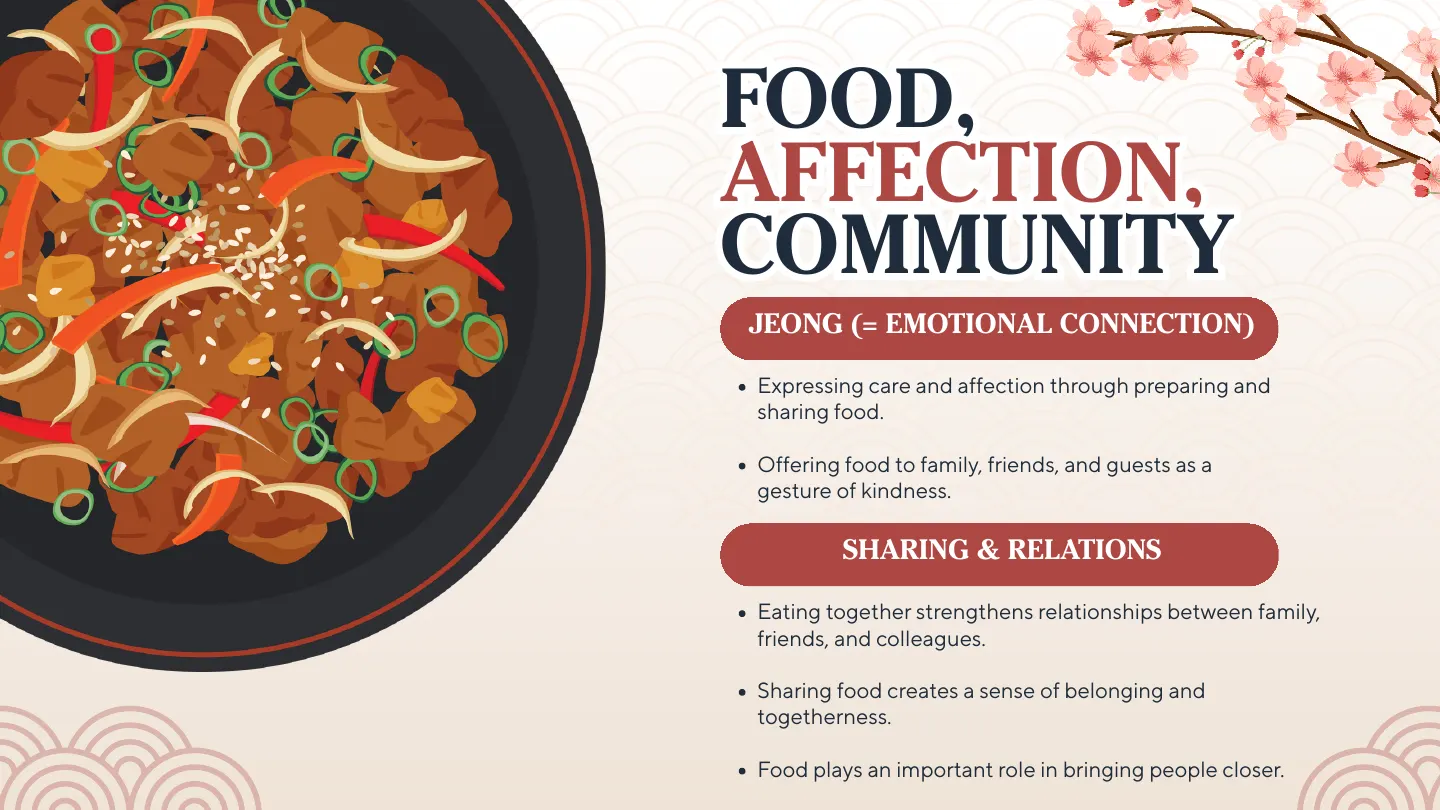 FOOD,
AFFECTION,
COMMUNITY
JEONG (= EMOTIONAL CONNECTION)
• Expressing care and affection through preparing and
sharing food.
• Offering food to family, friends, and guests as a
gesture of kindness.
SHARING & RELATIONS
• Eating together strengthens relationships between family,
friends, and colleagues.
• Sharing food creates a sense of belonging and
togetherness.
• Food plays an important role in bringing people closer.